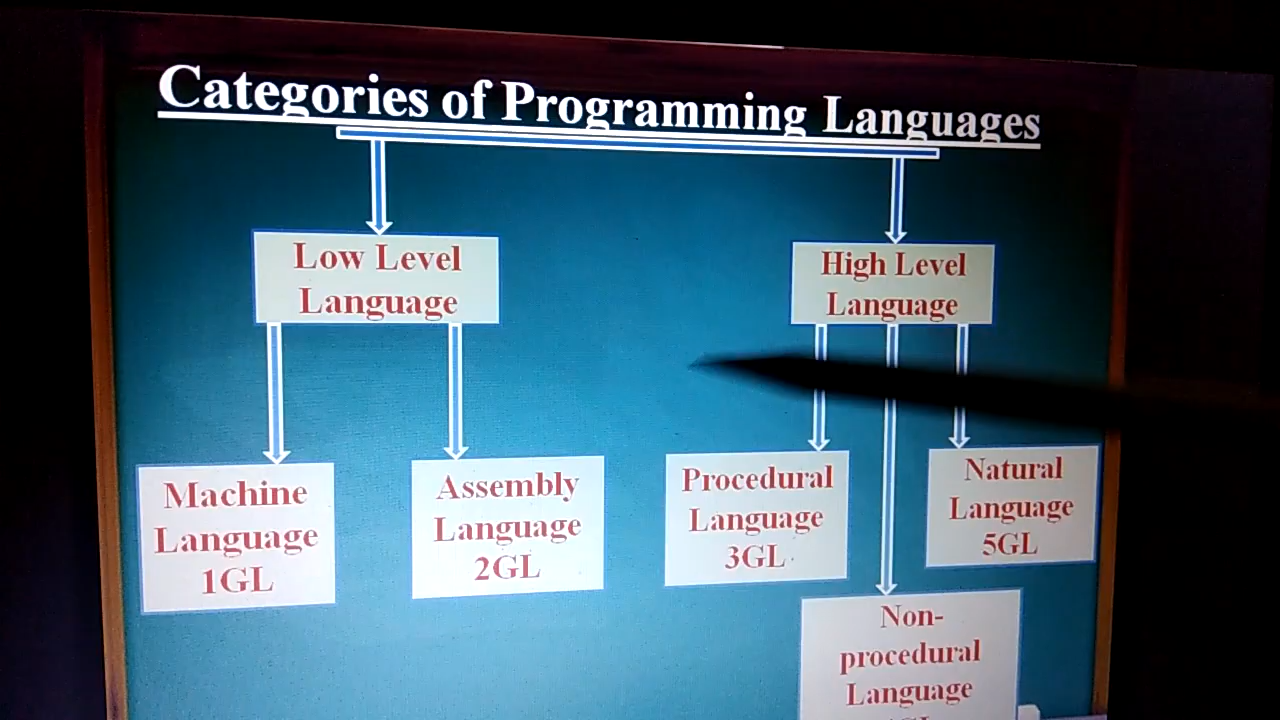 Categories of Programming Languages
Low Level
Language
High Level
Language
Machine
Language
1GL
Assembly
Language
2GL
Procedural
Language
3GL
Natural
Language
5GL
Non-
procedural
Language